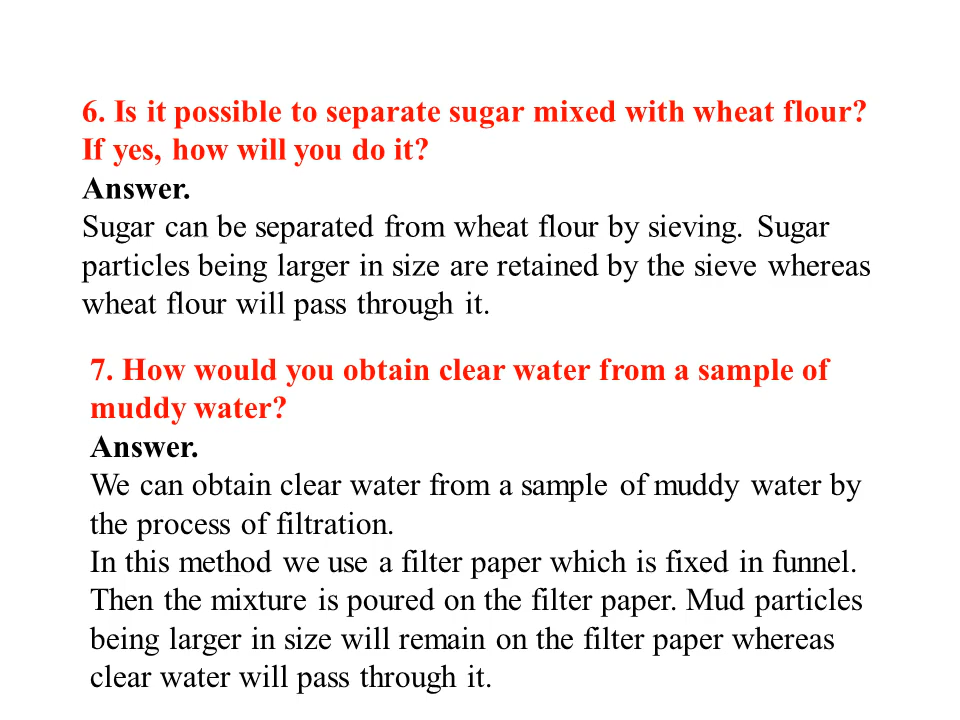 6. Is it possible to separate sugar mixed with wheat flour?
If yes, how will you do it?
Answer.
Sugar can be separated from wheat flour by sieving. Sugar
particles being larger in size are retained by the sieve whereas
wheat flour will pass through it.
7. How would you obtain clear water from a sample of
muddy water?
Answer.
We can obtain clear water from a sample of muddy water by
the process of filtration.
In this method we use a filter paper which is fixed in funnel.
Then the mixture is poured on the filter paper. Mud particles
being larger in size will remain on the filter paper whereas
clear water will pass through it.